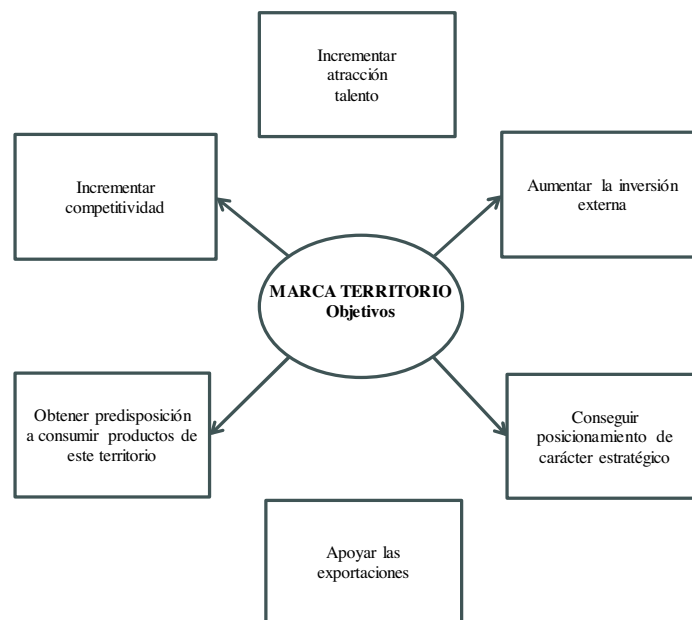 Incrementar
atracción
talento
Incrementar
competitividad
Aumentar la inversión
externa
MARCA TERRITORIO
Objetivos
Obtener predisposición
a consumir productos de
este territorio
Conseguir
posicionamiento de
carácter estratégico
Apoyar las
exportaciones